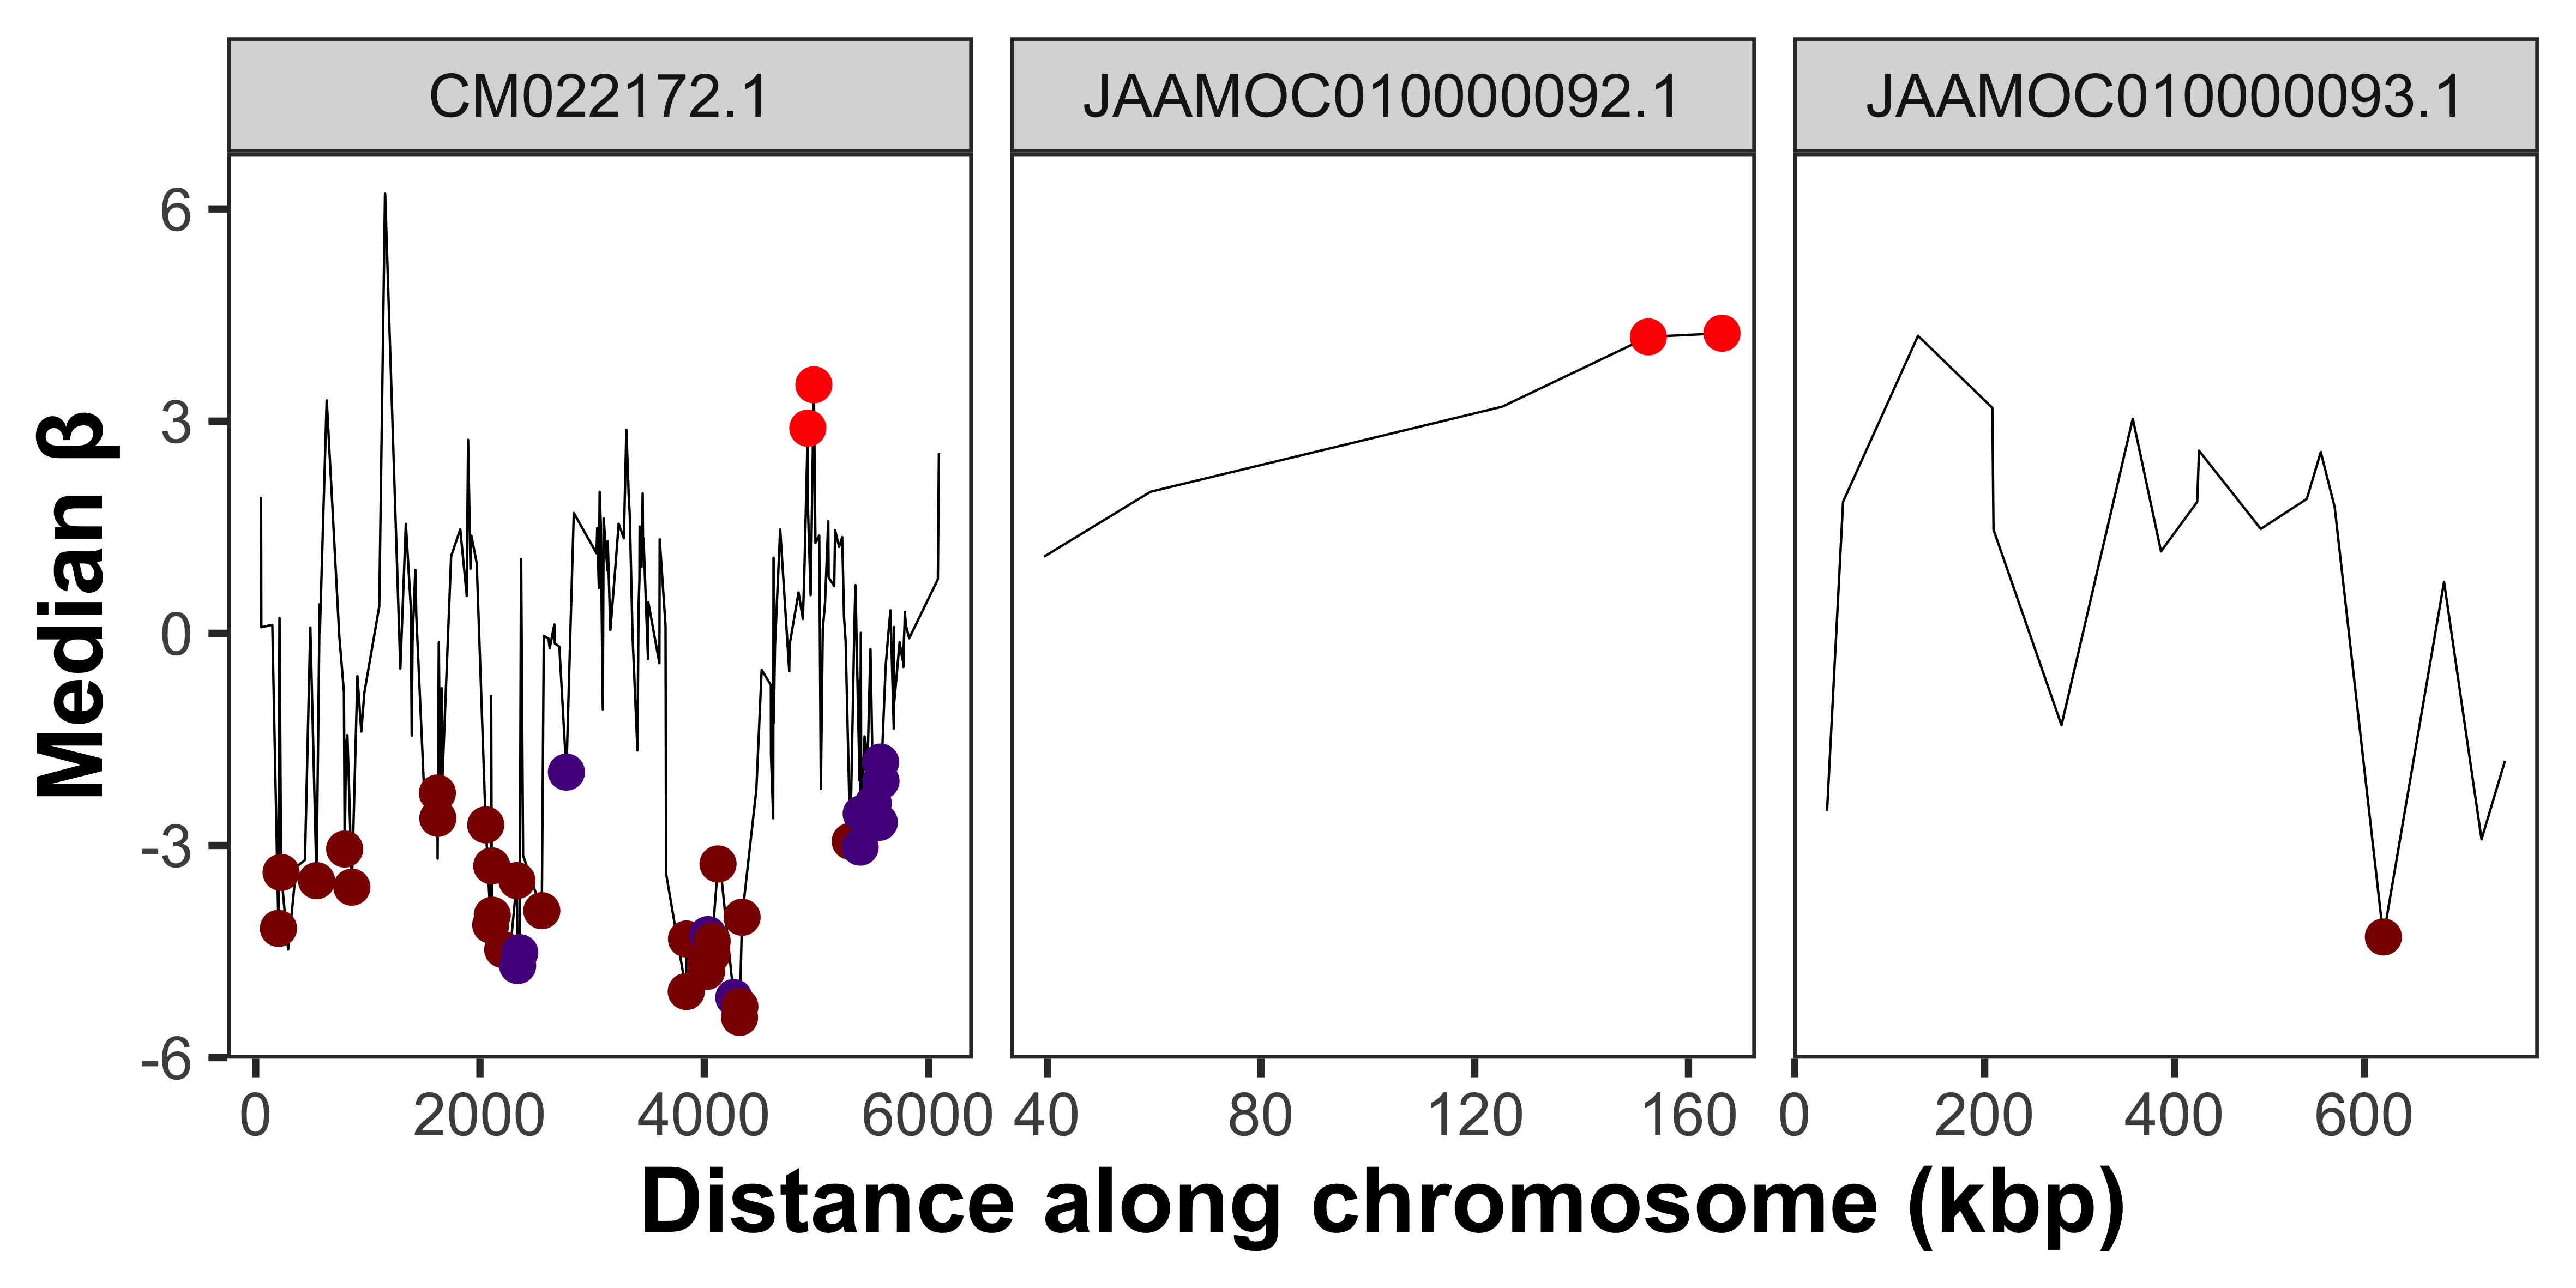 CM022172.1 JAAMOC010000092.1 JAAMOC010000093.1
6
3
0
-3
-6
Median β
0 2000 4000 6000 40 80 120 160 0 200 400 600
Distance along chromosome (kbp)